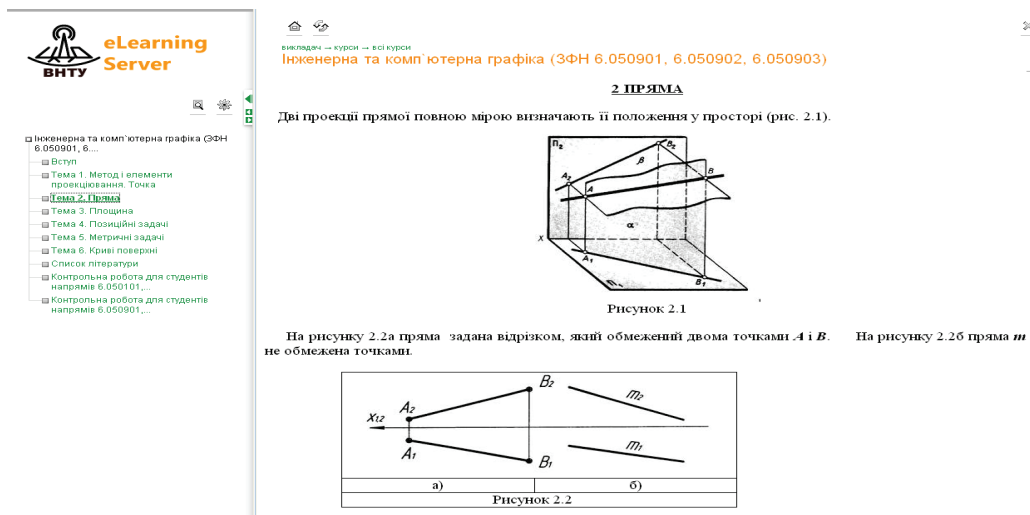 eLearning
Server
ВНТУ
викладач → курси → всі курси
Інженерна та комп`ютерна графіка (ЗФН 6.050901, 6.050902, 6.050903)
Інженерна та комп`ютерна графіка (ЗФН
6.050901, 6....
Вступ
Тема 1. Метод і елементи
проекціювання. Точка
Тема 2. Пряма
Тема 3. Площина
Тема 4. Позиційні задачі
Тема 5. Метричні задачі
Тема 6. Криві поверхні
Список літератури
Контрольна робота для студентів
напрямів 6.050101,...
Контрольна робота для студентів
напрямів 6.050901,...
2 ПРЯМА
Дві проекції прямої повною мірою визначають її положення у просторі (рис. 2.1).
П₂
B₂
β
A₂
A
B
α
X
A₁
B₁
Рисунок 2.1
На рисунку 2.2а пряма задана відрізком, який обмежений двома точками A і B. На рисунку 2.2б пряма m
не обмежена точками.
B₂
A₂
m₂
X₁,₂
A₁
m₁
B₁
а) б)
Рисунок 2.2